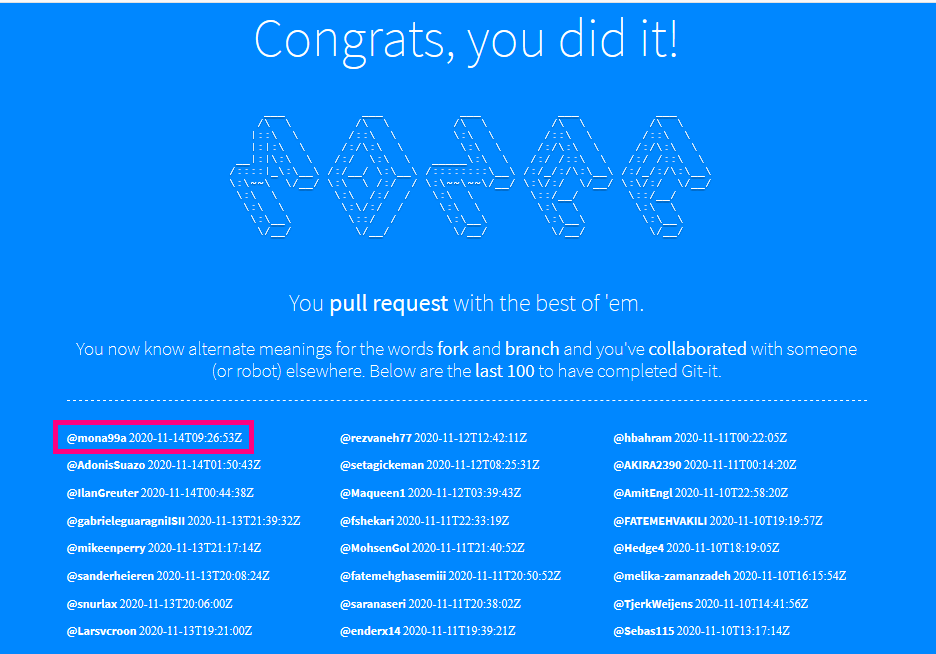 Congrats, you did it!
You pull request with the best of 'em.
You now know alternate meanings for the words fork and branch and you've collaborated with someone
(or robot) elsewhere. Below are the last 100 to have completed Git-it.
@mona99a 2020-11-14T09:26:53Z
@AdonisSuazo 2020-11-14T01:50:43Z
@IlanGreuter 2020-11-14T00:44:38Z
@gabrieleguaragniISII 2020-11-13T21:39:32Z
@mikeenperry 2020-11-13T21:17:14Z
@sanderheieren 2020-11-13T20:08:24Z
@snurlax 2020-11-13T20:06:00Z
@Larsvcroon 2020-11-13T19:21:00Z
@rezvaneh77 2020-11-12T12:42:11Z
@setagickeman 2020-11-12T08:25:31Z
@Maqueen1 2020-11-12T03:39:43Z
@fshekari 2020-11-11T22:33:19Z
@MohsenGol 2020-11-11T21:40:52Z
@fatemehghasemiii 2020-11-11T20:50:52Z
@saranaseri 2020-11-11T20:38:02Z
@enderx14 2020-11-11T19:39:21Z
@hbahram 2020-11-11T00:22:05Z
@AKIRA2390 2020-11-11T00:14:20Z
@AmitEngl 2020-11-10T22:58:20Z
@FATEMEHVAKILI 2020-11-10T19:19:57Z
@Hedge4 2020-11-10T18:19:05Z
@melika-zamanzadeh 2020-11-10T16:15:54Z
@TjerkWeijens 2020-11-10T14:41:56Z
@Sebas115 2020-11-10T13:17:14Z